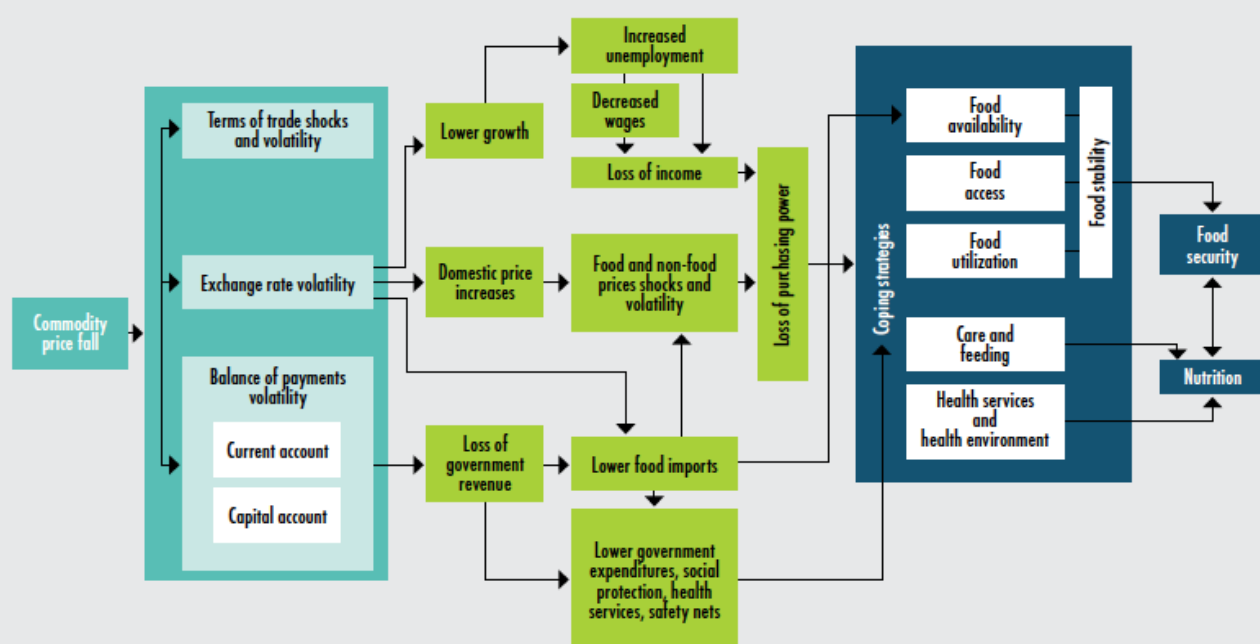 Commodity
price fall
Terms of trade shocks
and volatility
Exchange rate volatility
Balance of payments
volatility
Current account
Capital account
Lower growth
Domestic price
increases
Loss of
government
revenue
Increased
unemployment
Decreased
wages
Loss of income
Food and non-food
prices shocks and
volatility
Lower food imports
Lower government
expenditures, social
protection, health
services, safety nets
Loss of purchasing power
Coping strategies
Food
availability
Food
access
Food
utilization
Care and
feeding
Health services
and
health environment
Food stability
Food
security
Nutrition